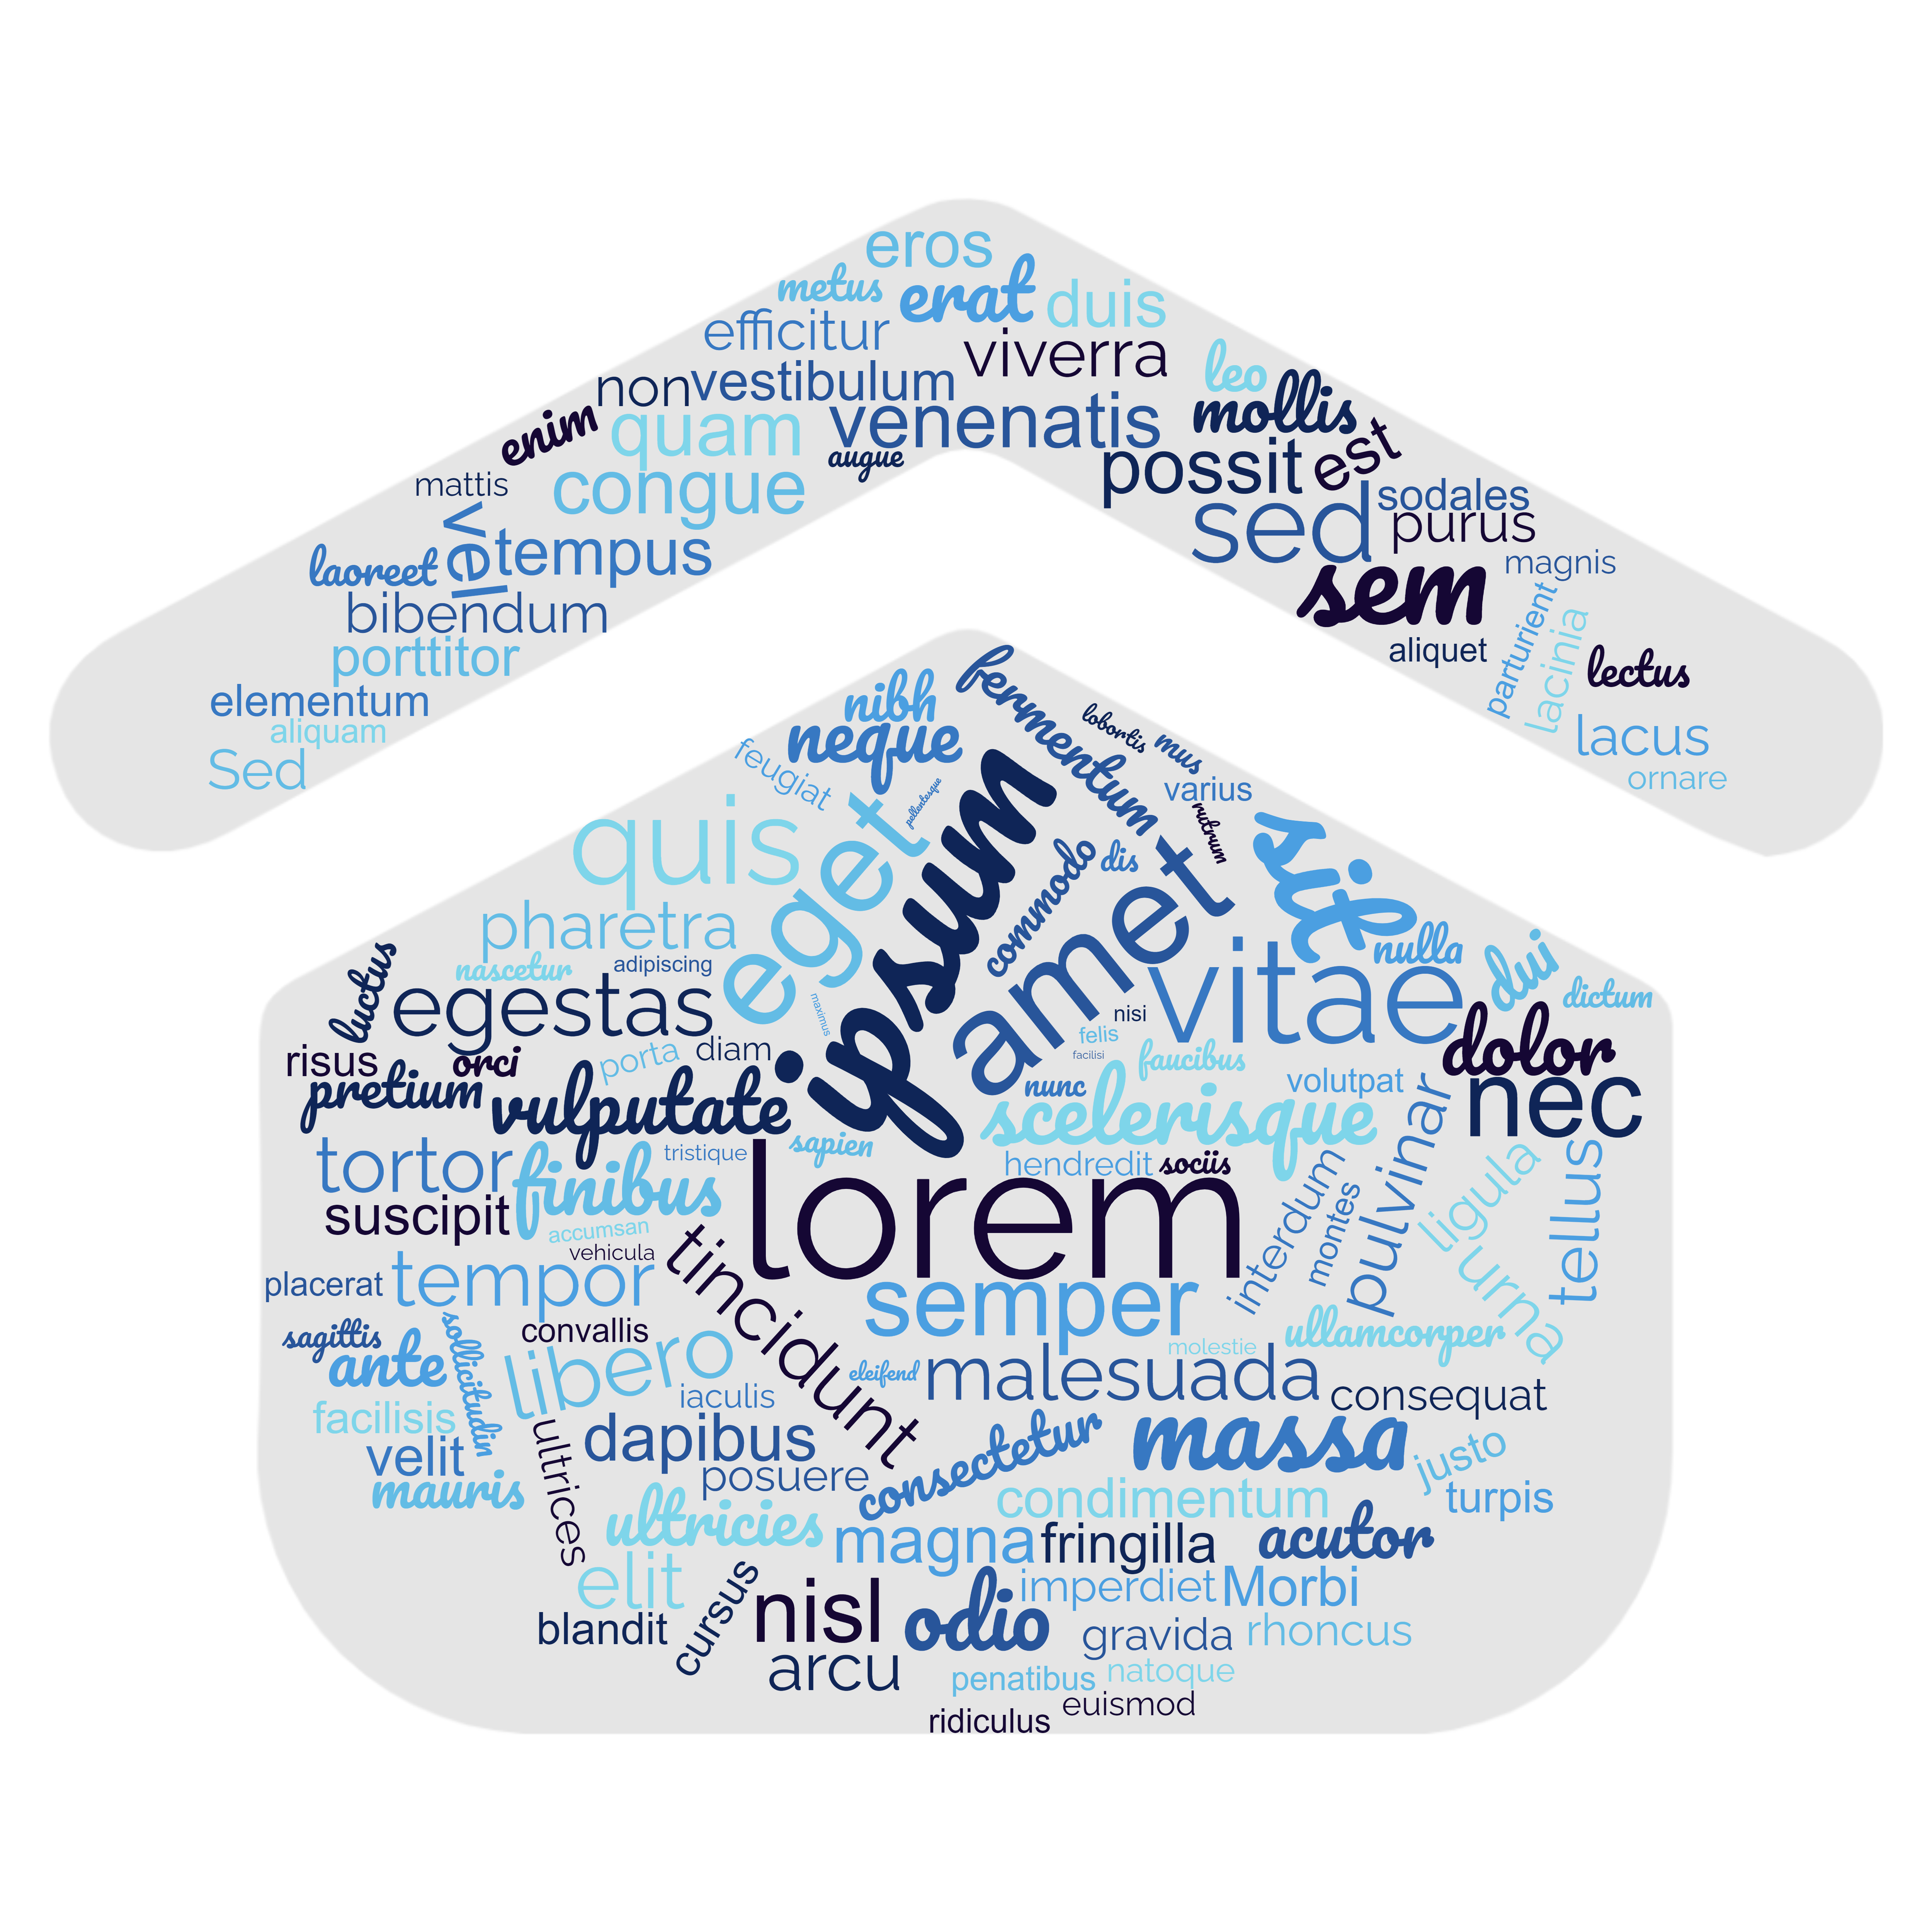 eros
metus
erat
duis
efficitur
viverra
non
vestibulum
leo
mollis
enim
quam
venenatis
est
augue
possit
mattis
congue
sodales
sed
purus
vel
tempus
laoreet
magnis
sem
bibendum
parturient
lacinia
aliquet
porttitor
lectus
elementum
aliquam
lacus
Sed
ornare
nibh
fermentum
neque
lobortis
mus
feugiat
varius
pellentesque
rutrum
quis
eget
ipsum
commodo
dis
sit
amet
pharetra
vitae
nulla
dui
luctus
nascetur
adipiscing
dictum
egestas
maximus
nisi
felis
facilisi
dolor
risus
orci
porta
diam
faucibus
pretium
vulputate
nunc
volutpat
nec
scelerisque
pulvinar
tortor
finibus
tristique
sapien
hendredit
sociis
ligula
tellus
suscipit
lorem
interdum
montes
accumsan
vehicula
tincidunt
urna
placerat
tempor
semper
sagittis
convallis
ullamcorper
ante
sollicitudin
libero
molestie
eleifend
malesuada
iaculis
consequat
facilisis
dapibus
consectetur
massa
velit
ultrices
posuere
justo
mauris
condimentum
turpis
ultricies
magna
fringilla
acutor
elit
cursus
nisl
odio
imperdiet
Morbi
blandit
gravida
rhoncus
arcu
penatibus
natoque
euismod
ridiculus